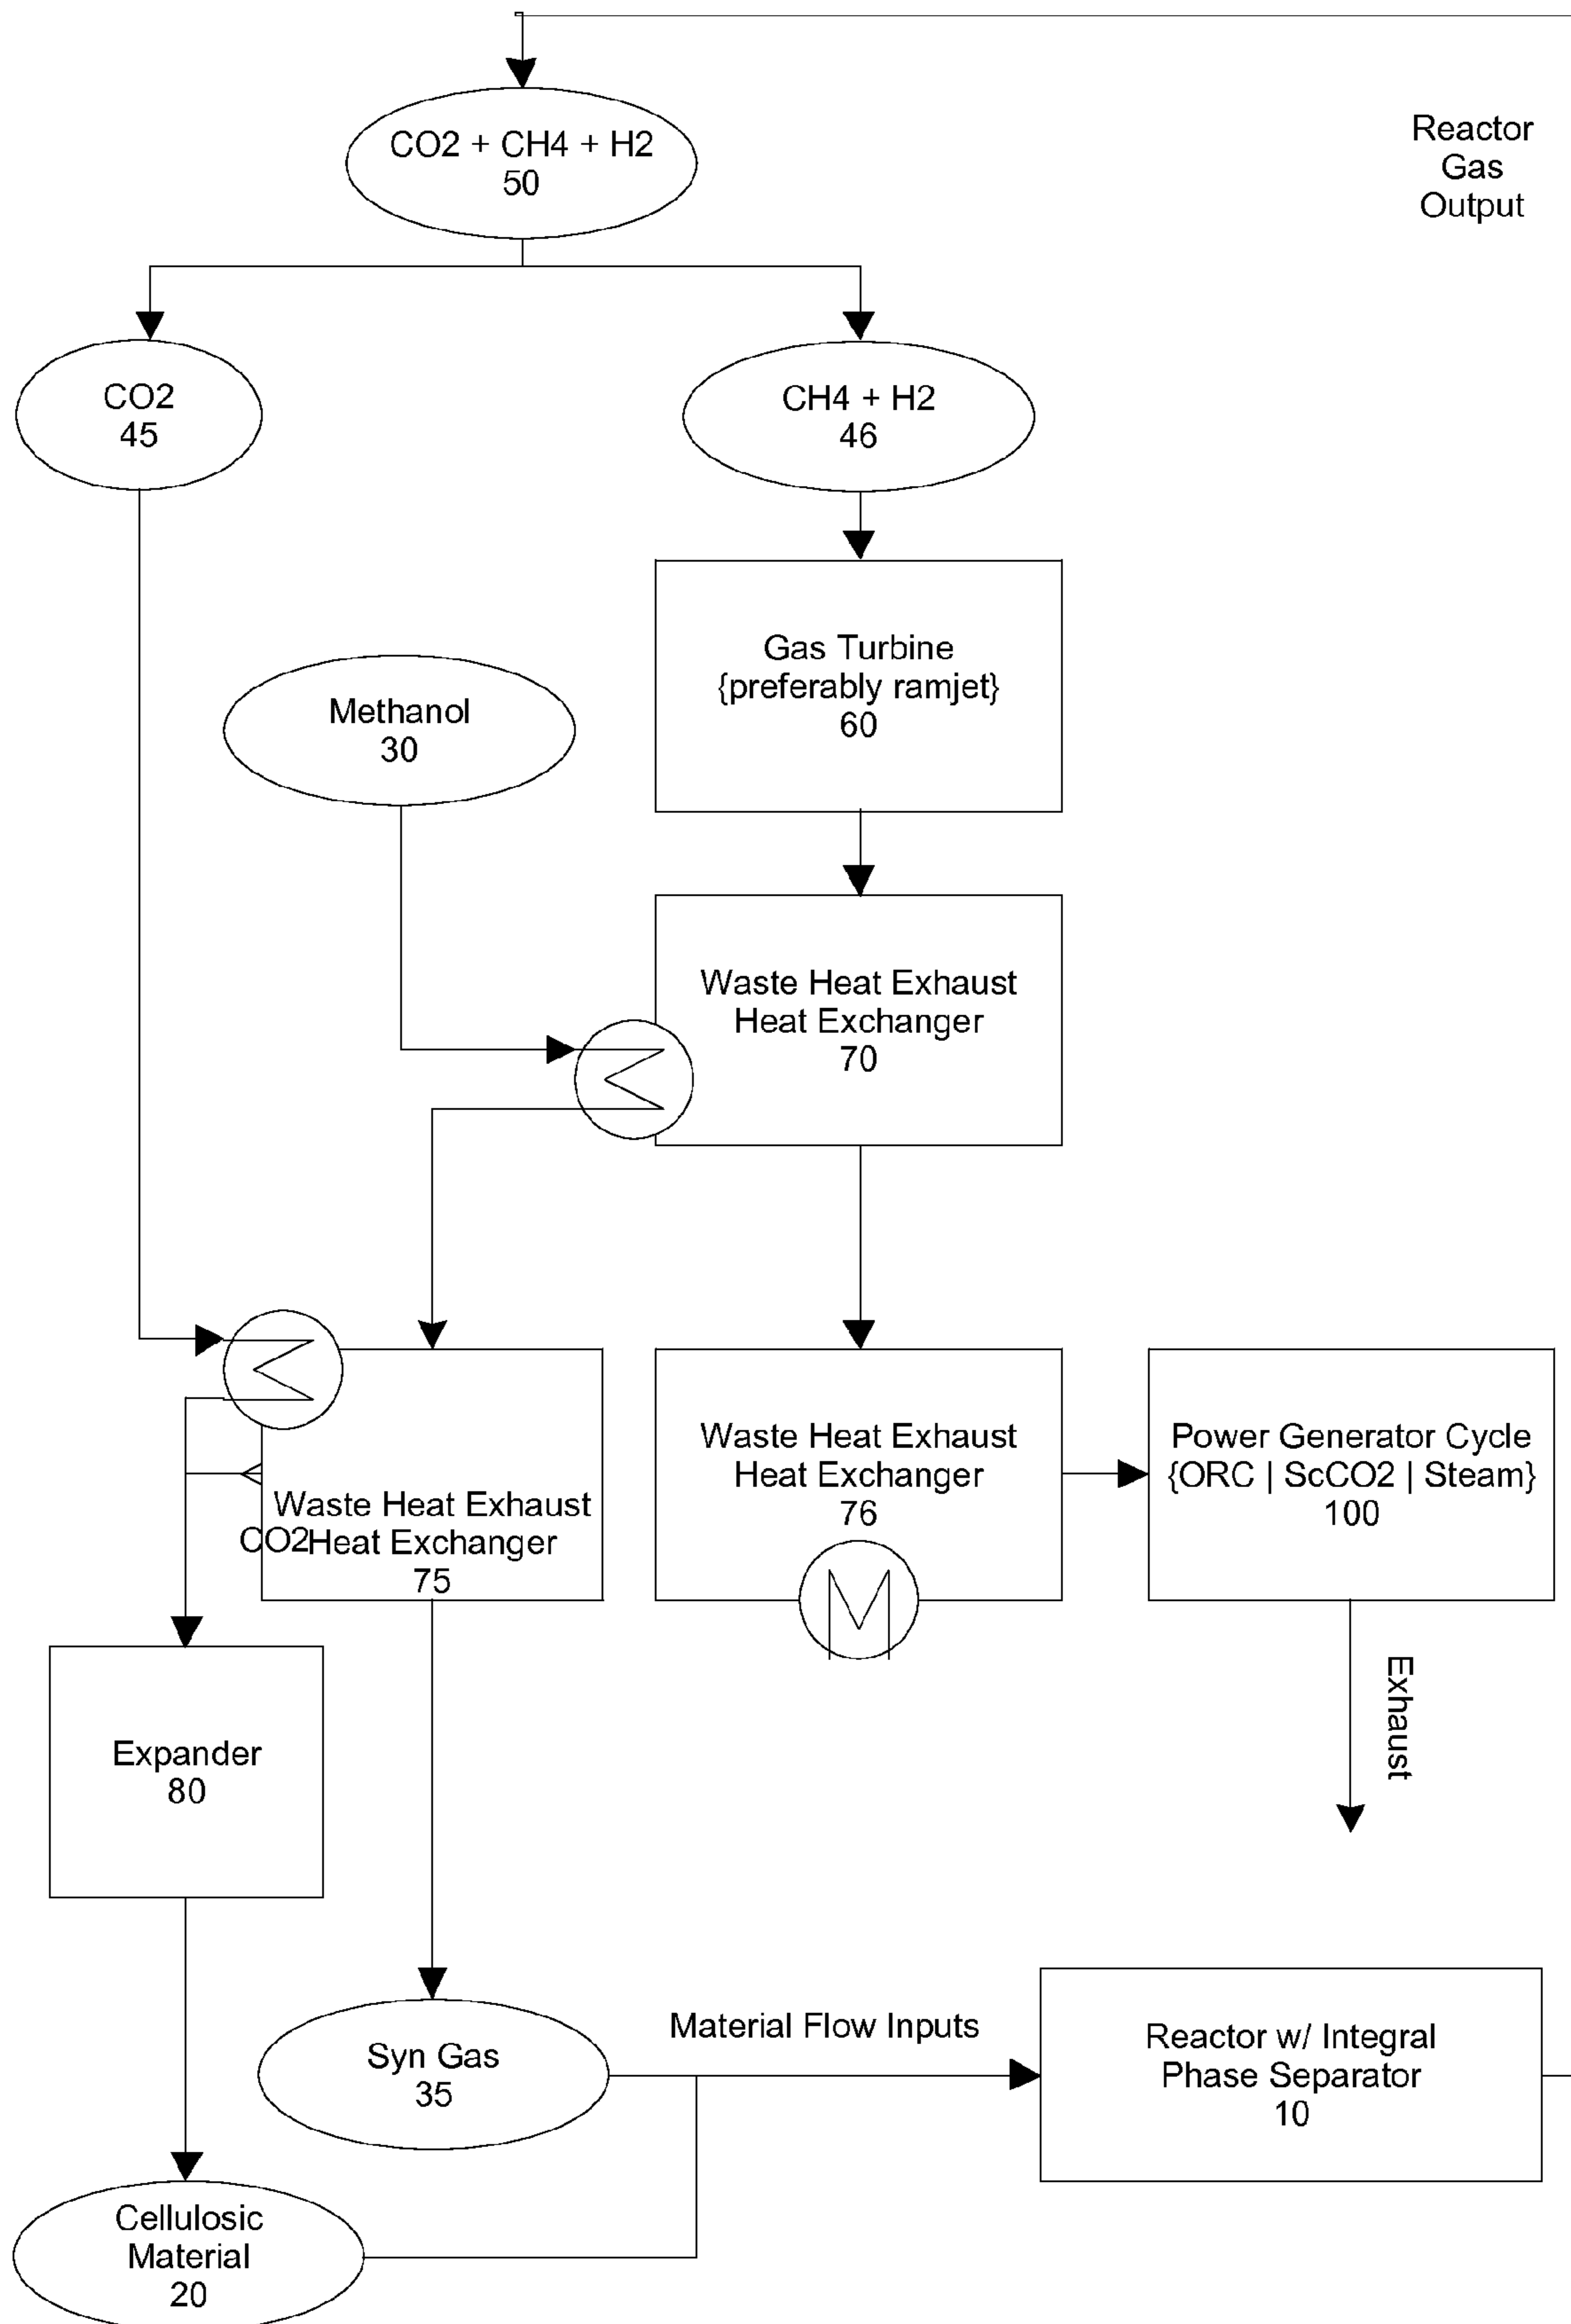 CO2 + CH4 + H2
50
Reactor
Gas
Output
CO2
45
CH4 + H2
46
Gas Turbine
{preferably ramjet}
60
Methanol
30
Waste Heat Exhaust
Heat Exchanger
70
Waste Heat Exhaust
Heat Exchanger
75
CO2
Waste Heat Exhaust
Heat Exchanger
76
Power Generator Cycle
{ORC | ScCO2 | Steam}
100
Exhaust
Expander
80
Syn Gas
35
Material Flow Inputs
Reactor w/ Integral
Phase Separator
10
Cellulosic
Material
20